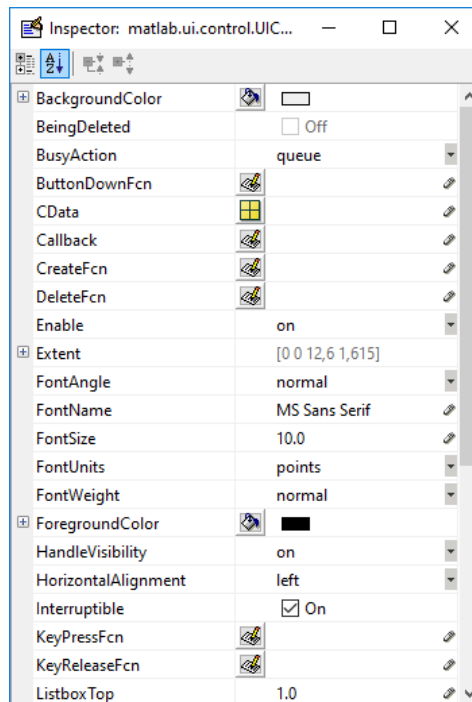 Inspector: matlab.ui.control.UIC...
BackgroundColor
BeingDeleted Off
BusyAction queue
ButtonDownFcn
CData
Callback
CreateFcn
DeleteFcn
Enable on
Extent [0 0 12,6 1,615]
FontAngle normal
FontName MS Sans Serif
FontSize 10.0
FontUnits points
FontWeight normal
ForegroundColor
HandleVisibility on
HorizontalAlignment left
Interruptible On
KeyPressFcn
KeyReleaseFcn
ListboxTop 1.0